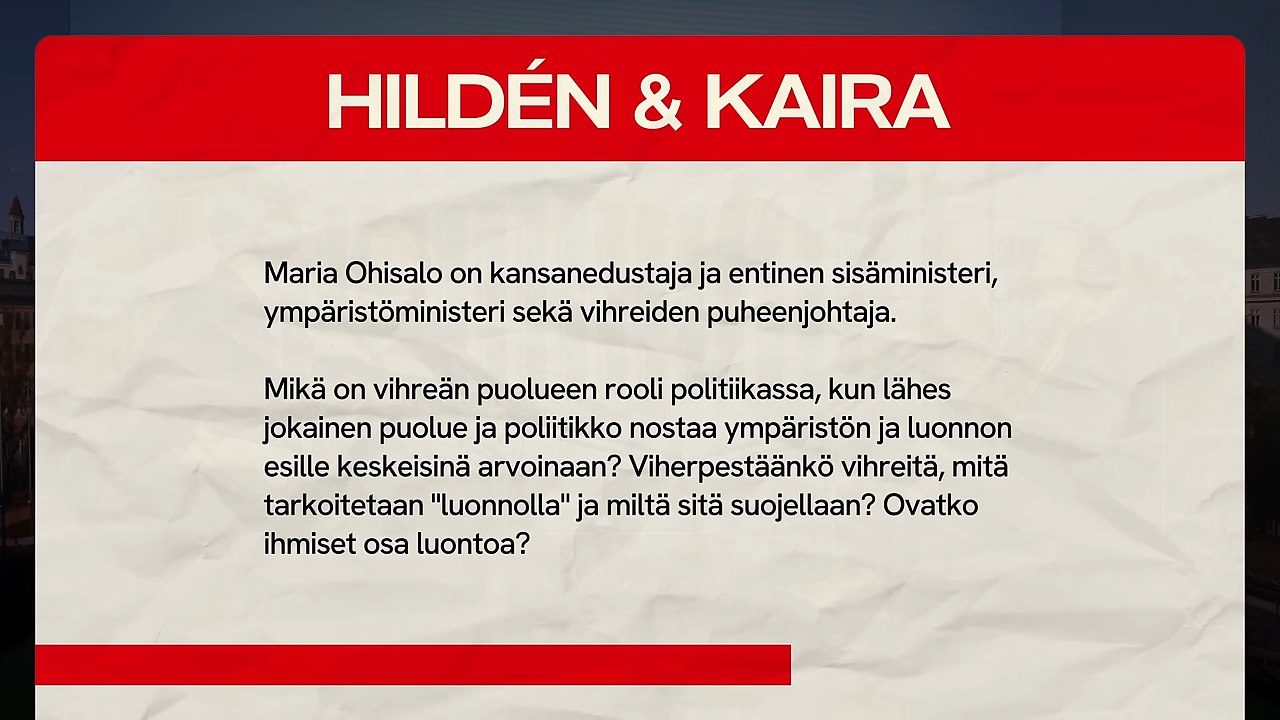 HILDÉN & KAIRA
Maria Ohisalo on kansanedustaja ja entinen sisäministeri,
ympäristöministeri sekä vihreiden puheenjohtaja.
Mikä on vihreän puolueen rooli politiikassa, kun lähes
jokainen puolue ja poliitikko nostaa ympäristön ja luonnon
esille keskeisinä arvoinaan? Viherpestäänkö vihreitä, mitä
tarkoitetaan "luonnolla" ja miltä sitä suojellaan? Ovatko
ihmiset osa luontoa?